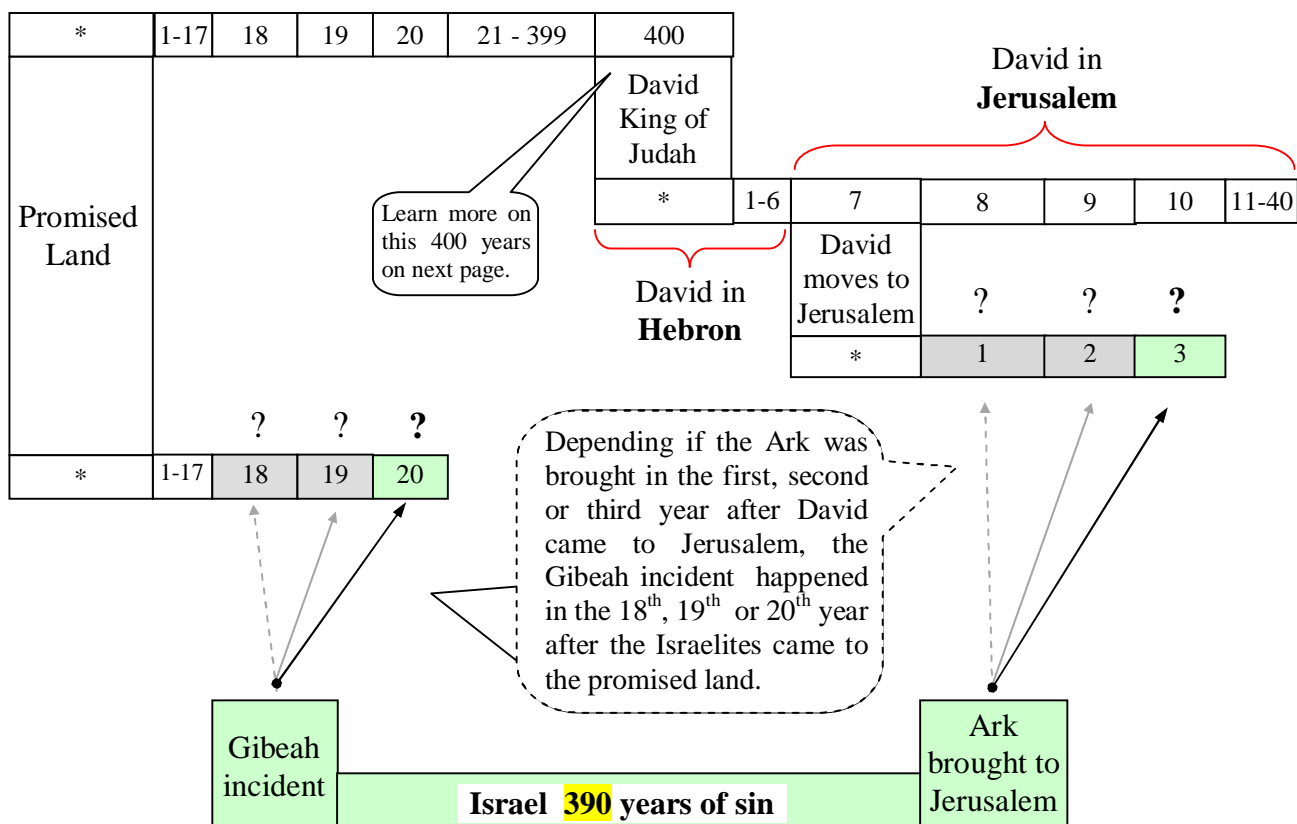 * 1-17 18 19 20 21 - 399 400
David in
Jerusalem
David
King of
Judah
* 1-6 7 8 9 10 11-40
Promised
Land
Learn more on
this 400 years
on next page.
David in
Hebron
David
moves to
Jerusalem
? ? ?
* 1 2 3
? ? ?
* 1-17 18 19 20
Depending if the Ark was
brought in the first, second
or third year after David
came to Jerusalem, the
Gibeah incident happened
in the 18th, 19th or 20th year
after the Israelites came to
the promised land.
Gibeah
incident
Ark
brought to
Jerusalem
Israel 390 years of sin